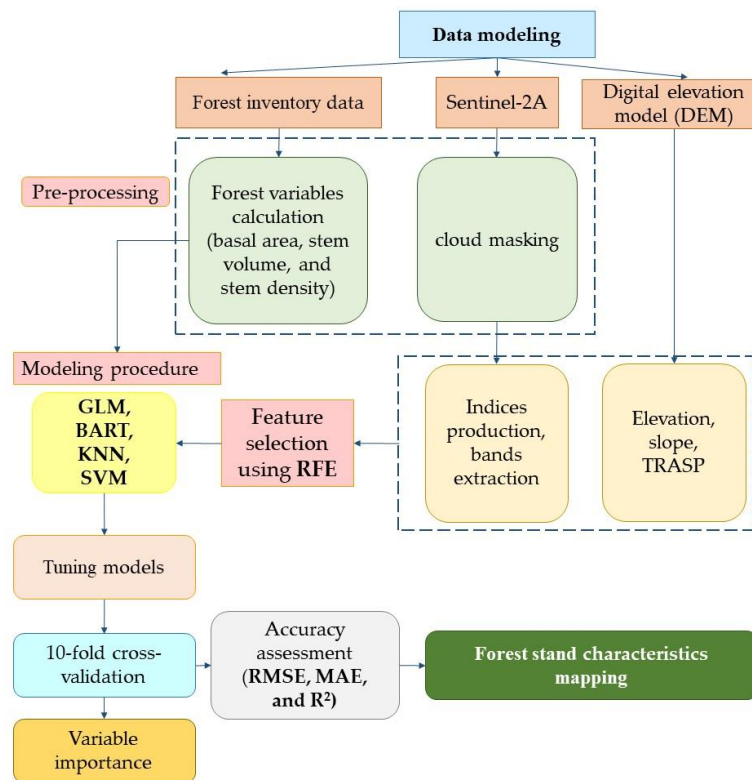 Data modeling
Forest inventory data
Sentinel-2A
Digital elevation
model (DEM)
Pre-processing
Forest variables
calculation
(basal area, stem
volume, and
stem density)
cloud masking
Modeling procedure
GLM,
BART,
KNN,
SVM
Feature
selection
using RFE
Indices
production,
bands
extraction
Elevation,
slope,
TRASP
Tuning models
10-fold cross-
validation
Accuracy
assessment
(RMSE, MAE,
and R²)
Forest stand characteristics
mapping
Variable
importance